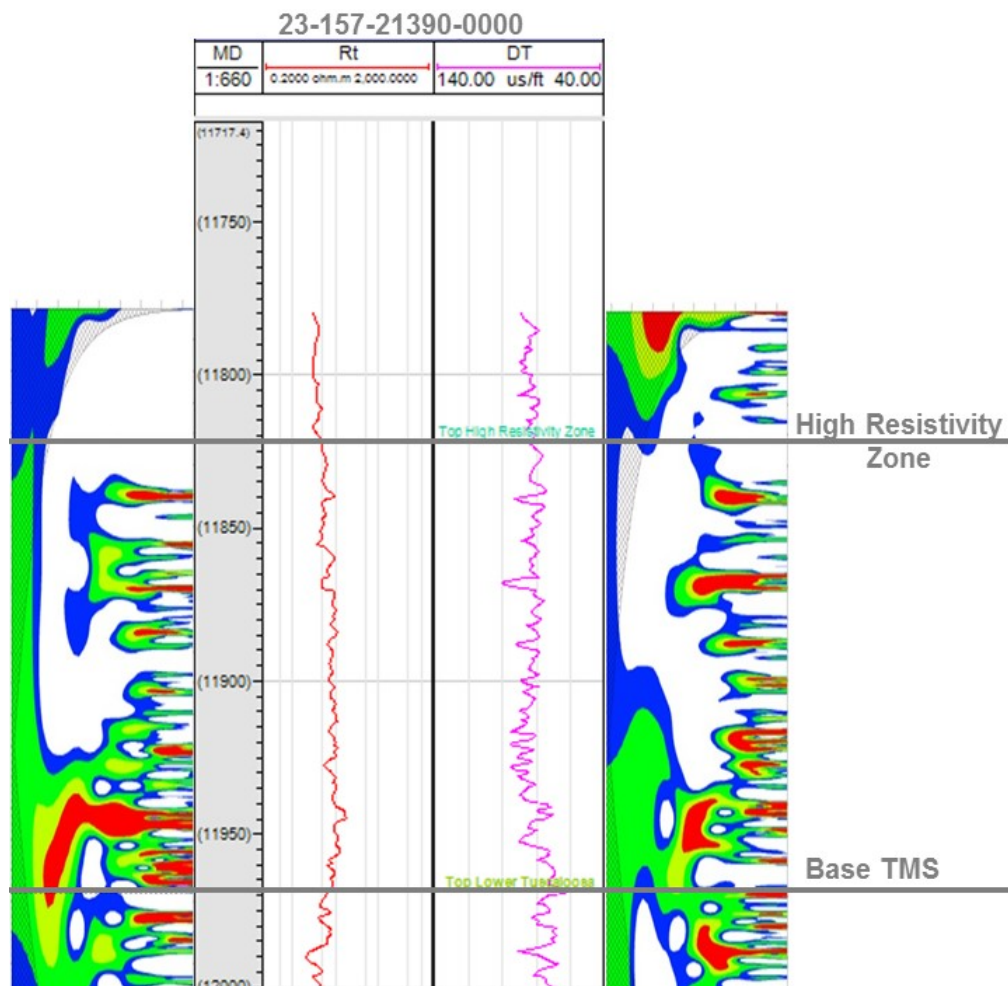 23-157-21390-0000
MD Rt DT
1:660 0.2000 ohm.m 2,000.0000 140.00 us/ft 40.00
(11717.4)
(11750)
(11800)
Top High Resistivity Zone
High Resistivity
Zone
(11850)
(11900)
(11950)
Top Lower Tuscaloosa
Base TMS